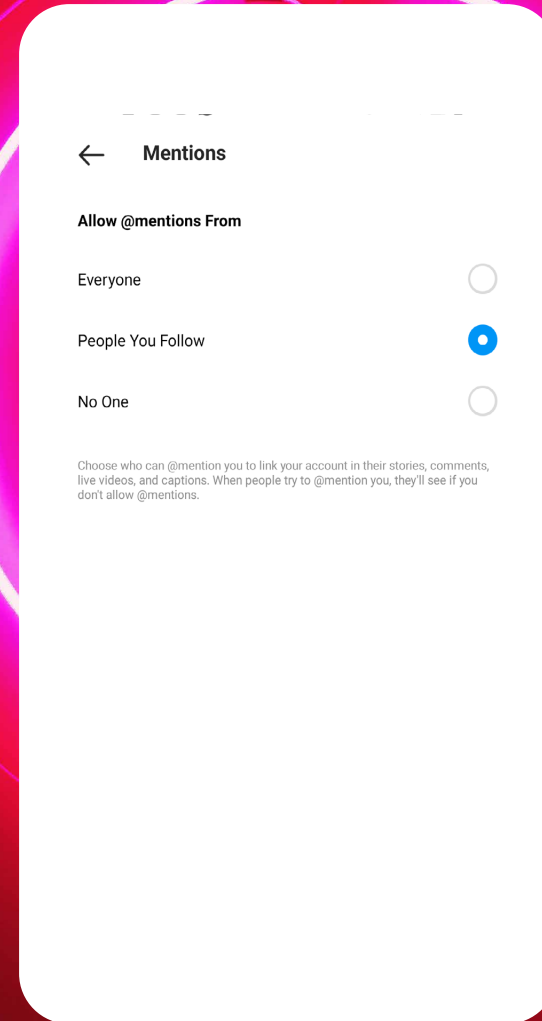 Mentions
Allow @mentions From
Everyone
People You Follow
No One
Choose who can @mention you to link your account in their stories, comments,
live videos, and captions. When people try to @mention you, they'll see if you
don't allow @mentions.